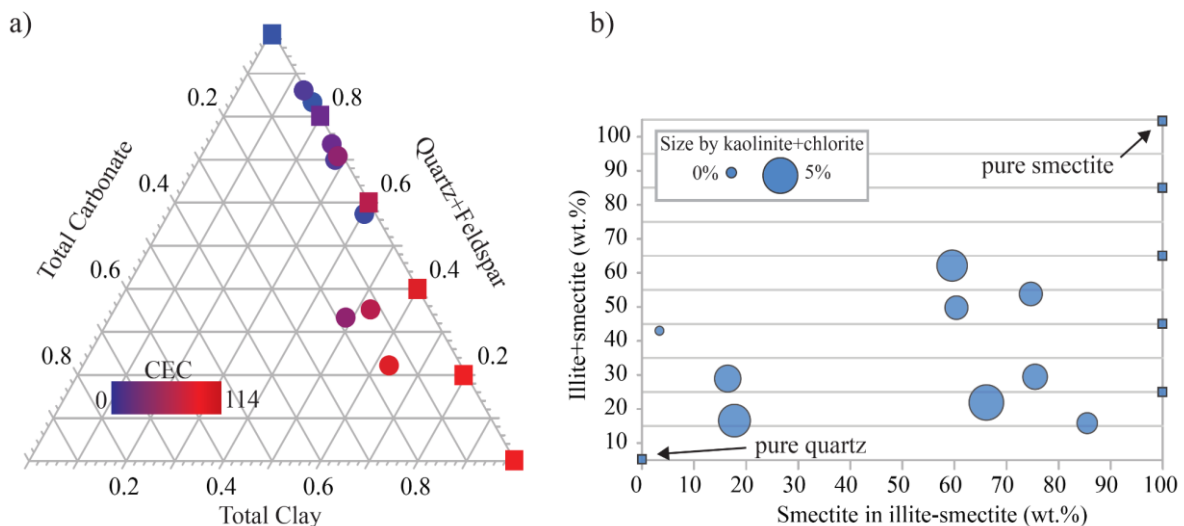 a)
0.2
0.8
Total Carbonate
Quartz+Feldspar
0.4
0.6
0.6
0.4
0.8
0.2
CEC
0
114
0.2
0.4
0.6
0.8
Total Clay
b)
Illite+smectite (wt.%)
100
90
80
70
60
50
40
30
20
10
Size by kaolinite+chlorite
0%
5%
pure smectite
pure quartz
0 10 20 30 40 50 60 70 80 90 100
Smectite in illite-smectite (wt.%)